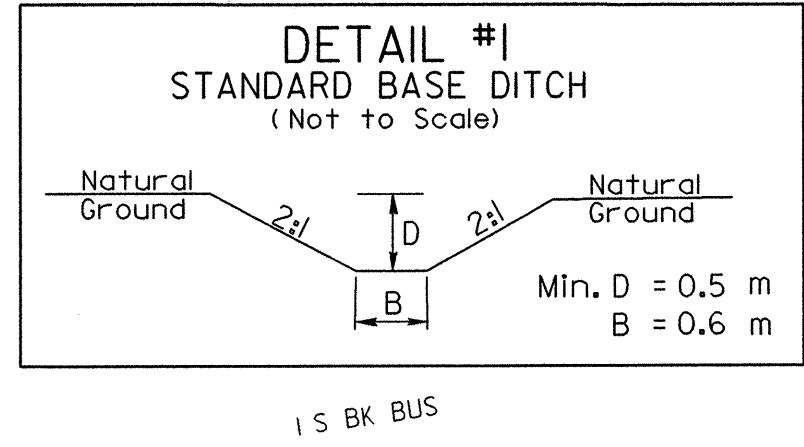 DETAIL #1
STANDARD BASE DITCH
(Not to Scale)
Natural
Ground
2:1
D
2:1
Natural
Ground
B
Min. D = 0.5 m
B = 0.6 m
1 S BK BUS